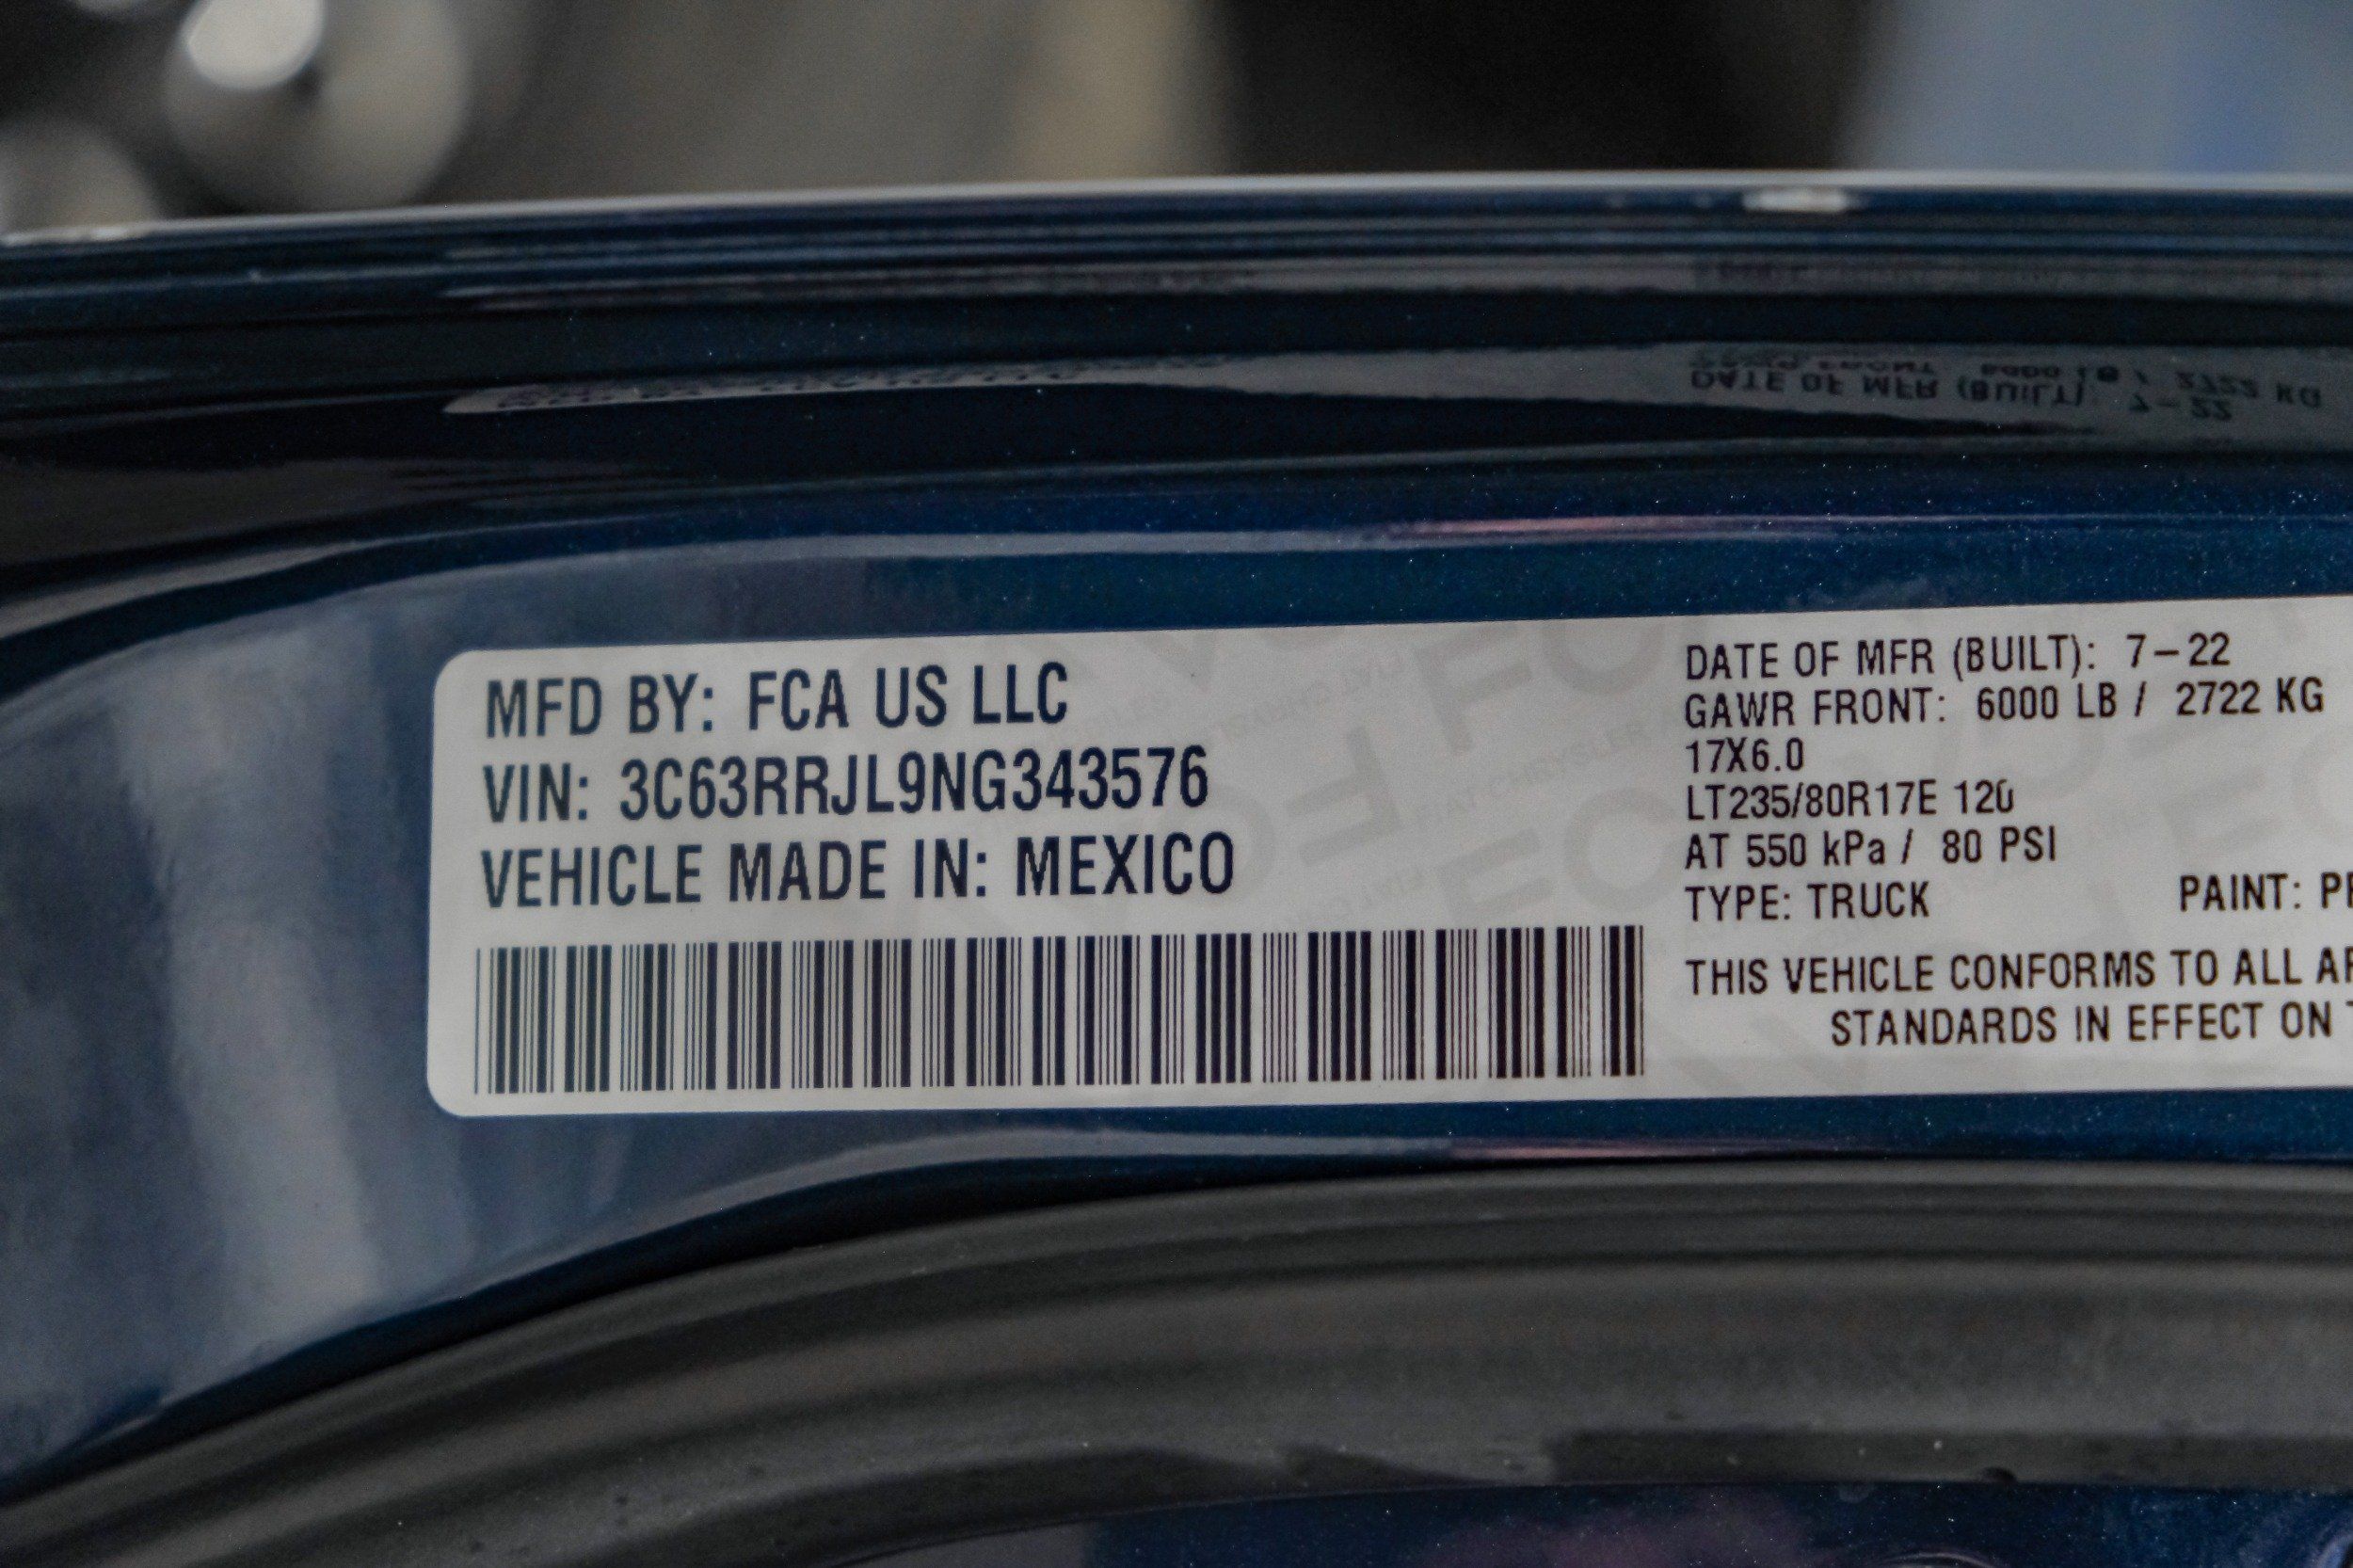 MFD BY: FCA US LLC
VIN: 3C63RRJL9NG343576
VEHICLE MADE IN: MEXICO
DATE OF MFR (BUILT): 7-22
GAWR FRONT: 6000 LB / 2722 KG
17X6.0
LT235/80R17E 120
AT 550 kPa / 80 PSI
TYPE: TRUCK PAINT:
THIS VEHICLE CONFORMS TO ALL
STANDARDS IN EFFECT ON